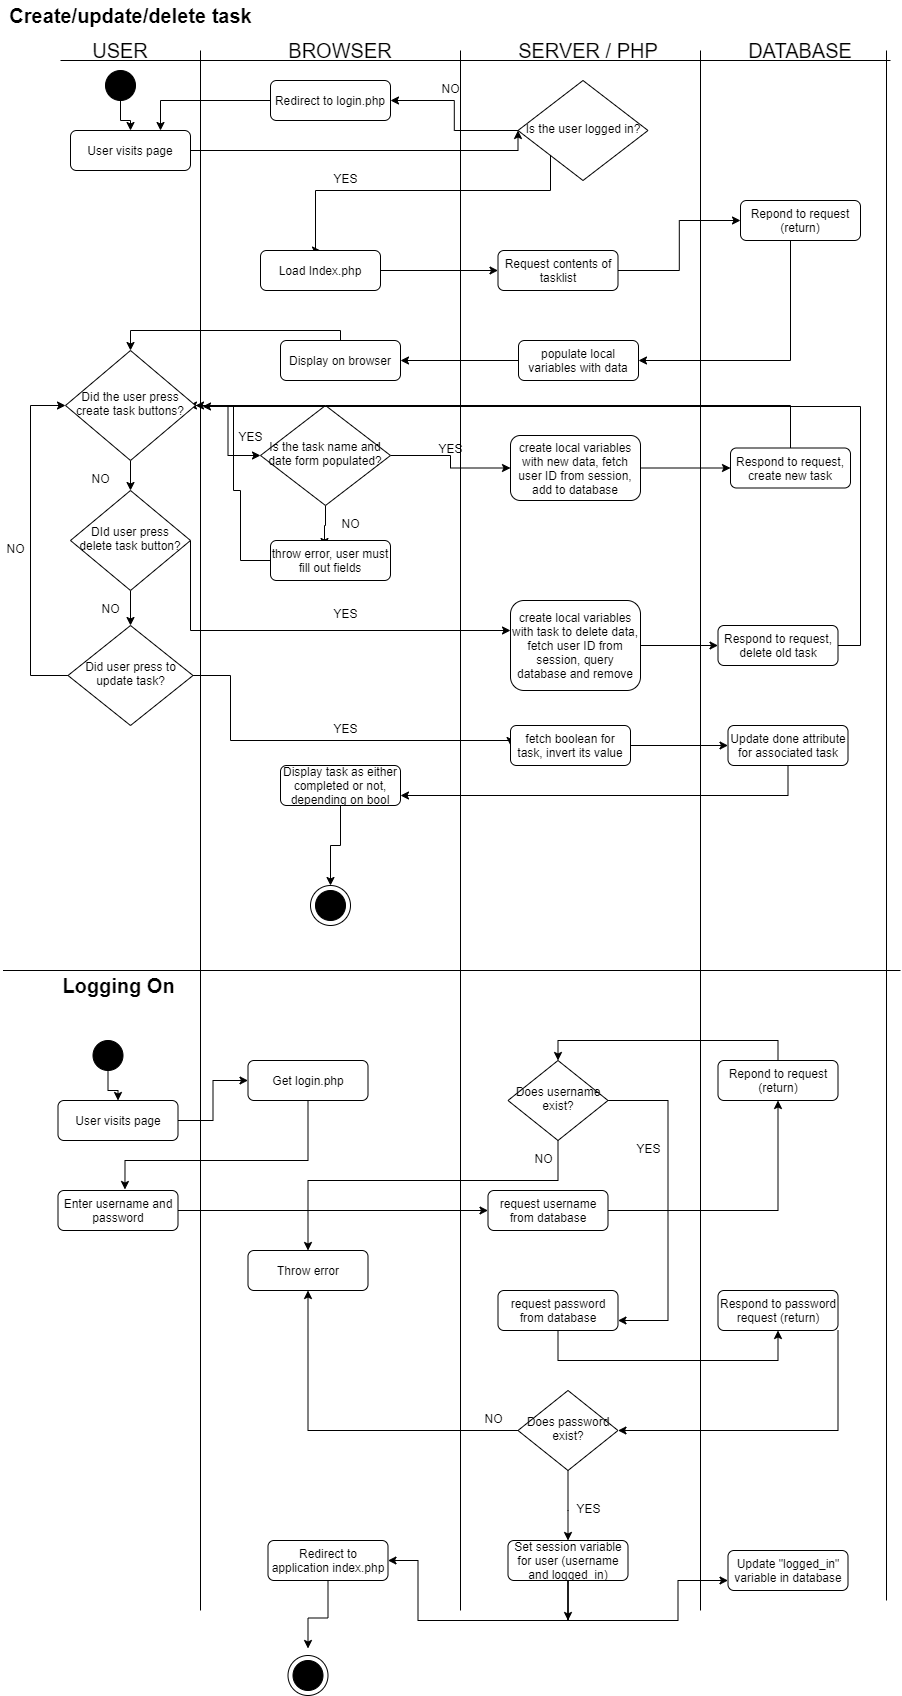 Create/update/delete task
USER
BROWSER
SERVER / PHP
DATABASE
NO
Redirect to login.php
Is the user logged in?
User visits page
YES
Repond to request
(return)
Load Index.php
Request contents of
tasklist
Display on browser
populate local
variables with data
Did the user press
create task buttons?
YES
Is the task name and
date form populated?
YES
create local variables
with new data, fetch
user ID from session,
add to database
Respond to request,
create new task
NO
NO
DId user press
delete task button?
NO
throw error, user must
fill out fields
NO
YES
create local variables
with task to delete data,
fetch user ID from
session, query
database and remove
Respond to request,
delete old task
Did user press to
update task?
YES
fetch boolean for
task, invert its value
Update done attribute
for associated task
Display task as either
completed or not,
depending on bool
Logging On
Get login.php
Does username
exist?
Repond to request
(return)
User visits page
NO
YES
Enter username and
password
request username
from database
Throw error
request password
from database
Respond to password
request (return)
NO
Does password
exist?
YES
Redirect to
application index.php
Set session variable
for user (username
and logged_in)
Update "logged_in"
variable in database